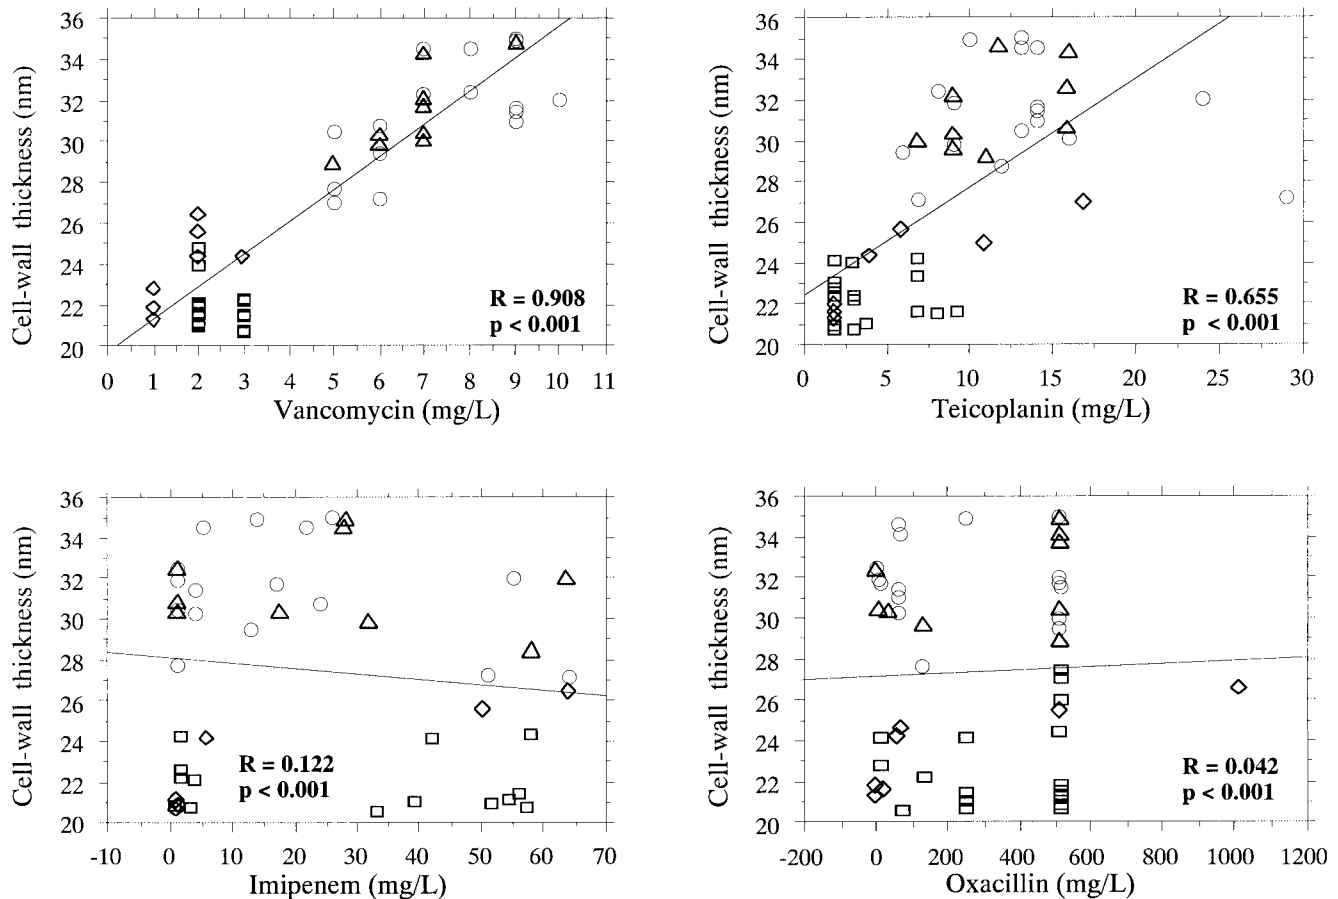 Cell-wall thickness (nm)
36
34
32
30
28
26
24
22
20
R = 0.908
p < 0.001
0 1 2 3 4 5 6 7 8 9 10 11
Vancomycin (mg/L)
Cell-wall thickness (nm)
36
34
32
30
28
26
24
22
20
R = 0.655
p < 0.001
0 5 10 15 20 25 30
Teicoplanin (mg/L)
Cell-wall thickness (nm)
36
34
32
30
28
26
24
22
20
R = 0.122
p < 0.001
-10 0 10 20 30 40 50 60 70
Imipenem (mg/L)
Cell-wall thickness (nm)
36
34
32
30
28
26
24
22
20
R = 0.042
p < 0.001
-200 0 200 400 600 800 1000 1200
Oxacillin (mg/L)